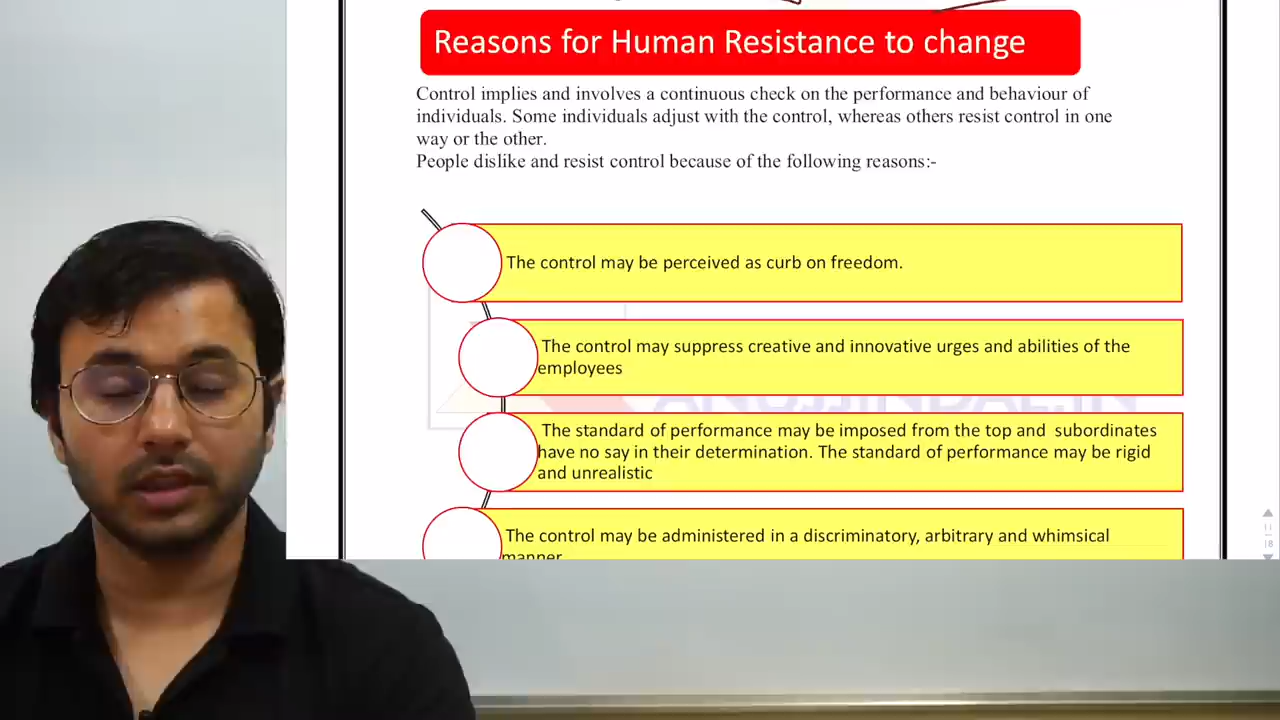 Reasons for Human Resistance to change
Control implies and involves a continuous check on the performance and behaviour of
individuals. Some individuals adjust with the control, whereas others resist control in one
way or the other.
People dislike and resist control because of the following reasons:-
The control may be perceived as curb on freedom.
The control may suppress creative and innovative urges and abilities of the
employees
The standard of performance may be imposed from the top and subordinates
have no say in their determination. The standard of performance may be rigid
and unrealistic
The control may be administered in a discriminatory, arbitrary and whimsical
manner
ANUJJINDAL.IN